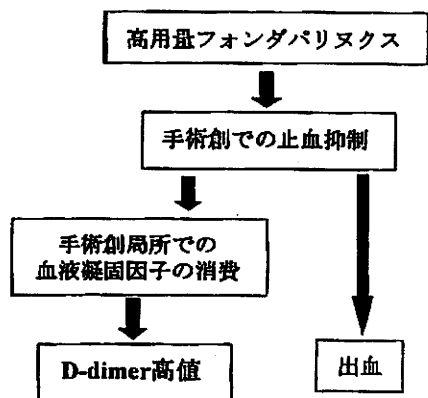 高用量フォンダパリヌクス
手術創での止血抑制
手術創局所での
血液凝固因子の消費
D-dimer高値
出血